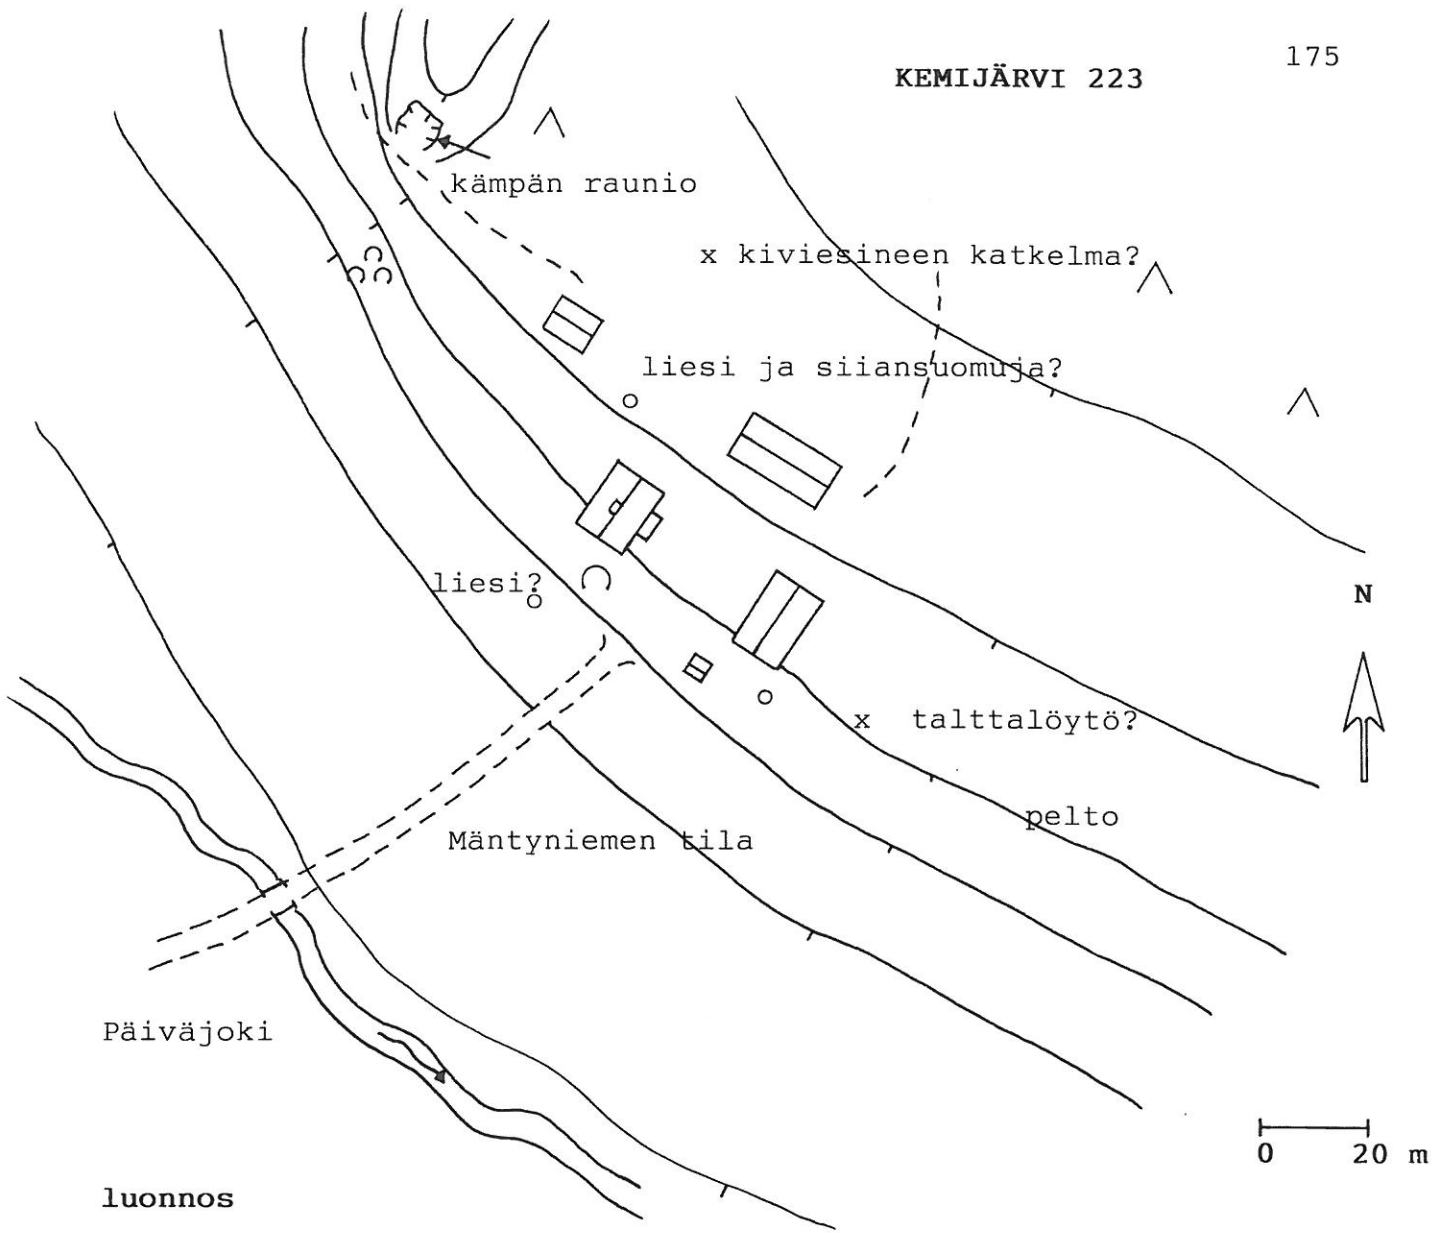 175
KEMIJÄRVI 223
kämpän raunio
x kiviesineen katkelma?
liesi ja siiansuomuja?
liesi?
N
x talttalöytö?
pelto
Mäntyniemen tila
Päiväjoki
0 20 m
luonnos